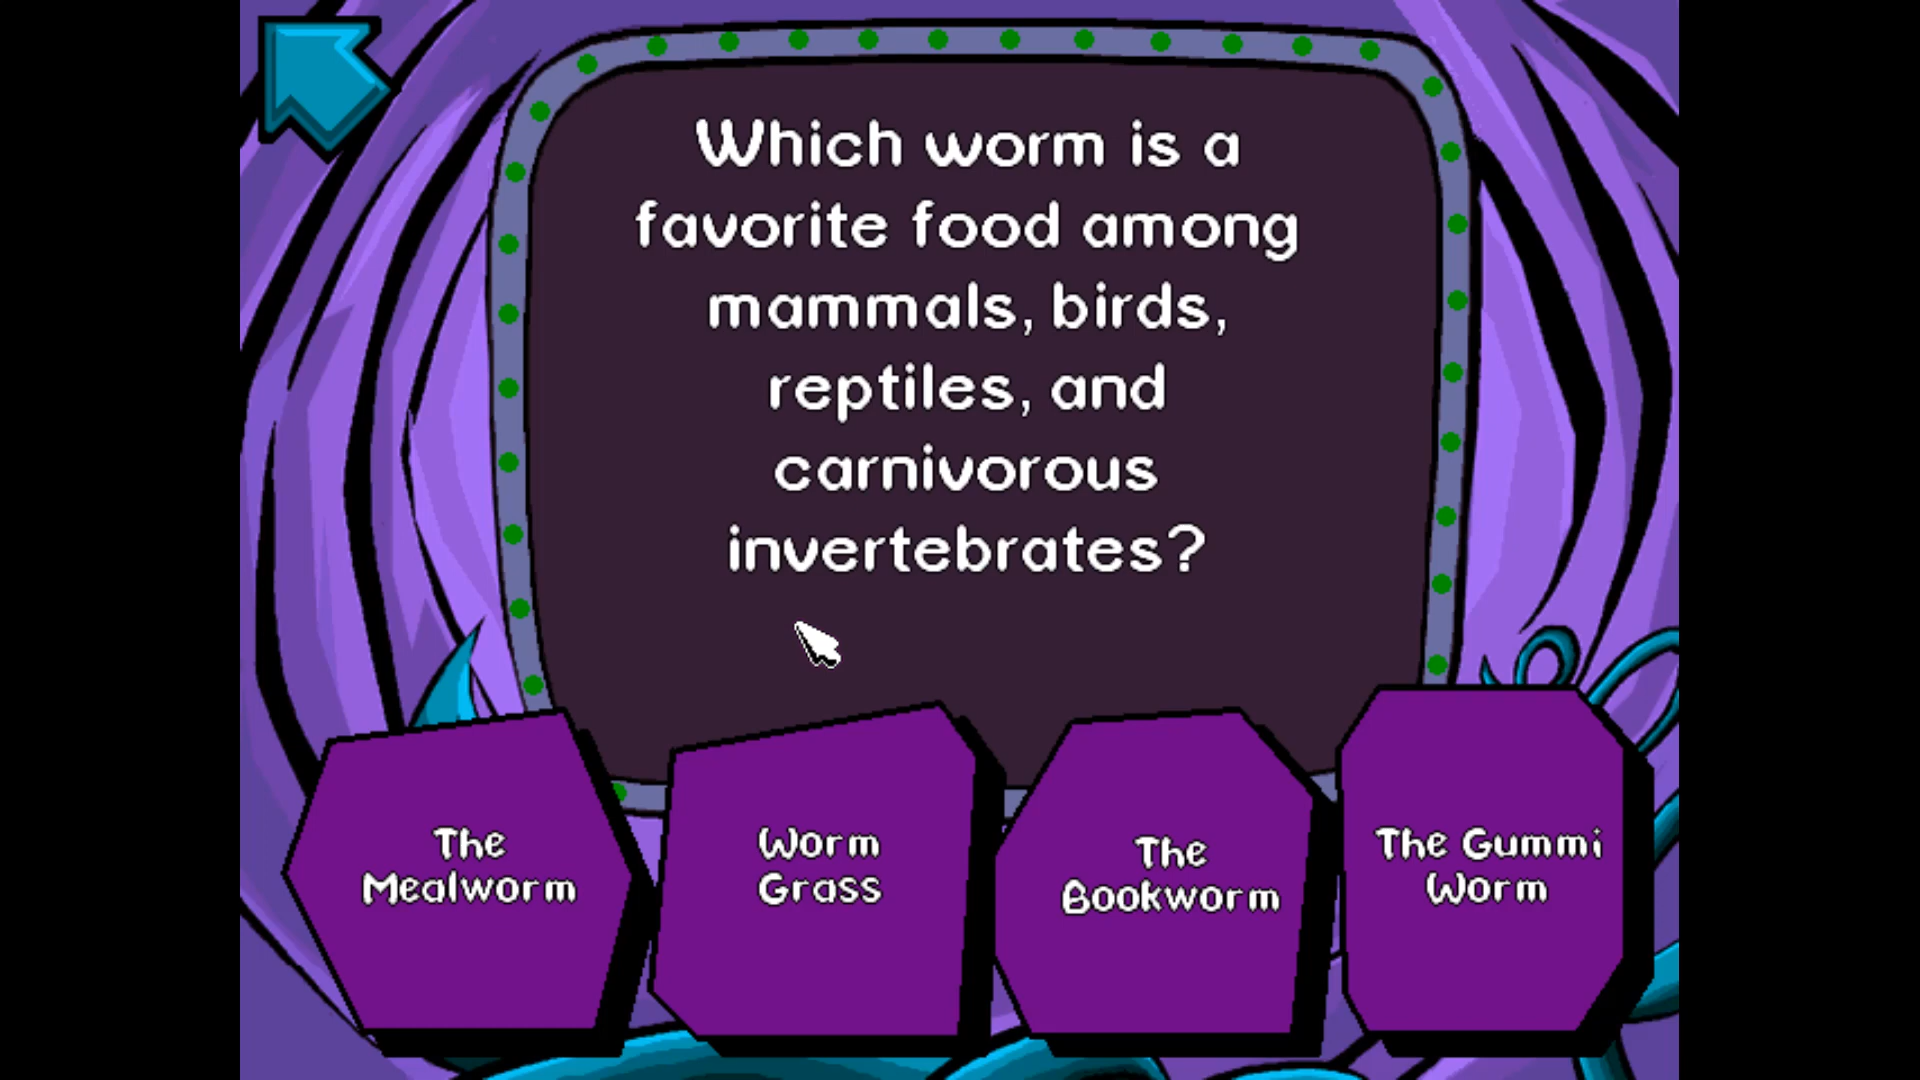 Which worm is a
favorite food among
mammals, birds,
reptiles, and
carnivorous
invertebrates?
The
Mealworm
Worm
Grass
The
Bookworm
The Gummi
Worm